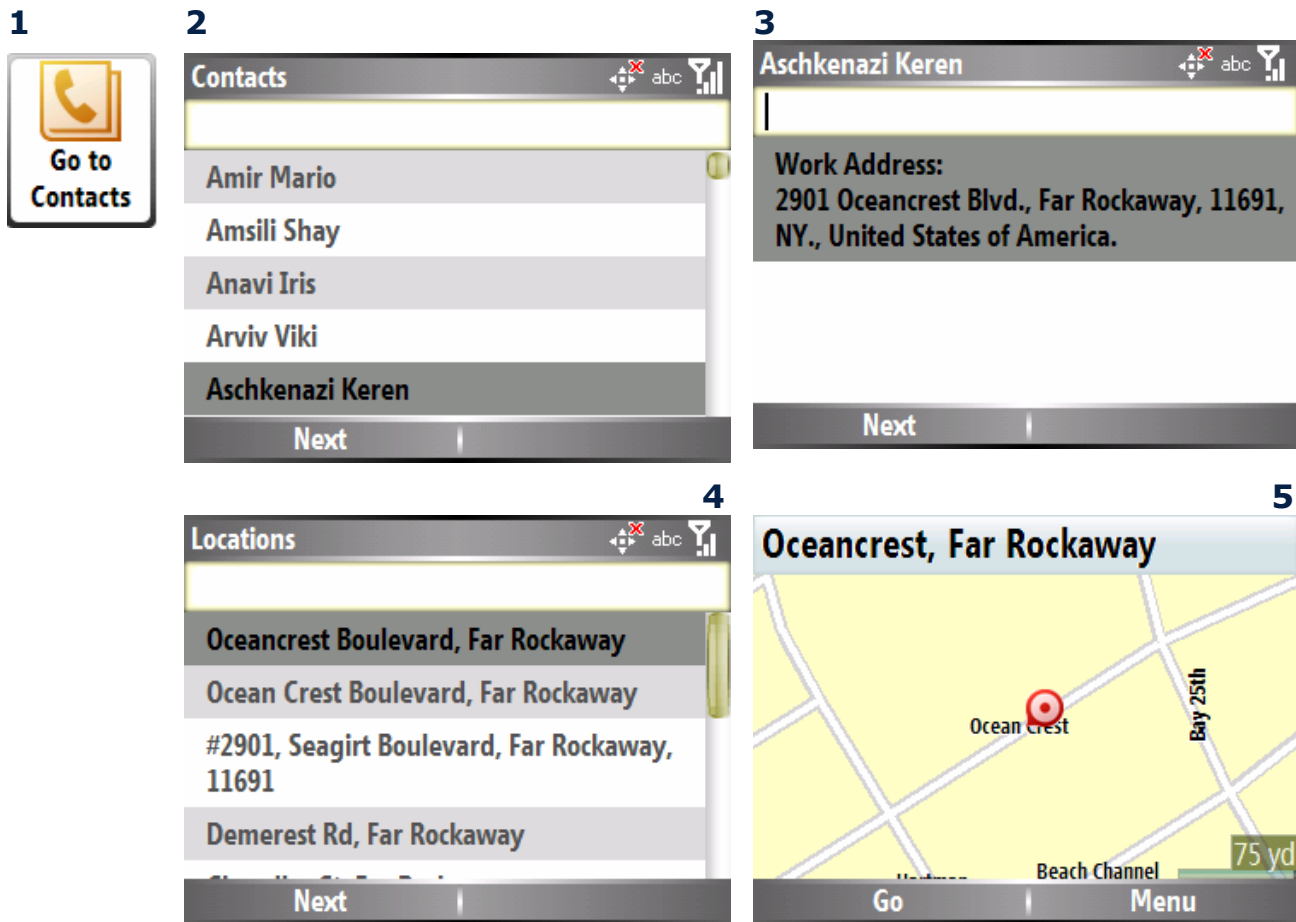 1
Go to
Contacts
2
Contacts
abc
Amir Mario
Amsili Shay
Anavi Iris
Arviv Viki
Aschkenazi Keren
Next
3
Aschkenazi Keren
abc
Work Address:
2901 Oceancrest Blvd., Far Rockaway, 11691,
NY., United States of America.
Next
4
Locations
abc
Oceancrest Boulevard, Far Rockaway
Ocean Crest Boulevard, Far Rockaway
#2901, Seagirt Boulevard, Far Rockaway,
11691
Demerest Rd, Far Rockaway
Next
5
Oceancrest, Far Rockaway
Bay 25th
Ocean Crest
75 yd
Beach Channel
Go
Menu